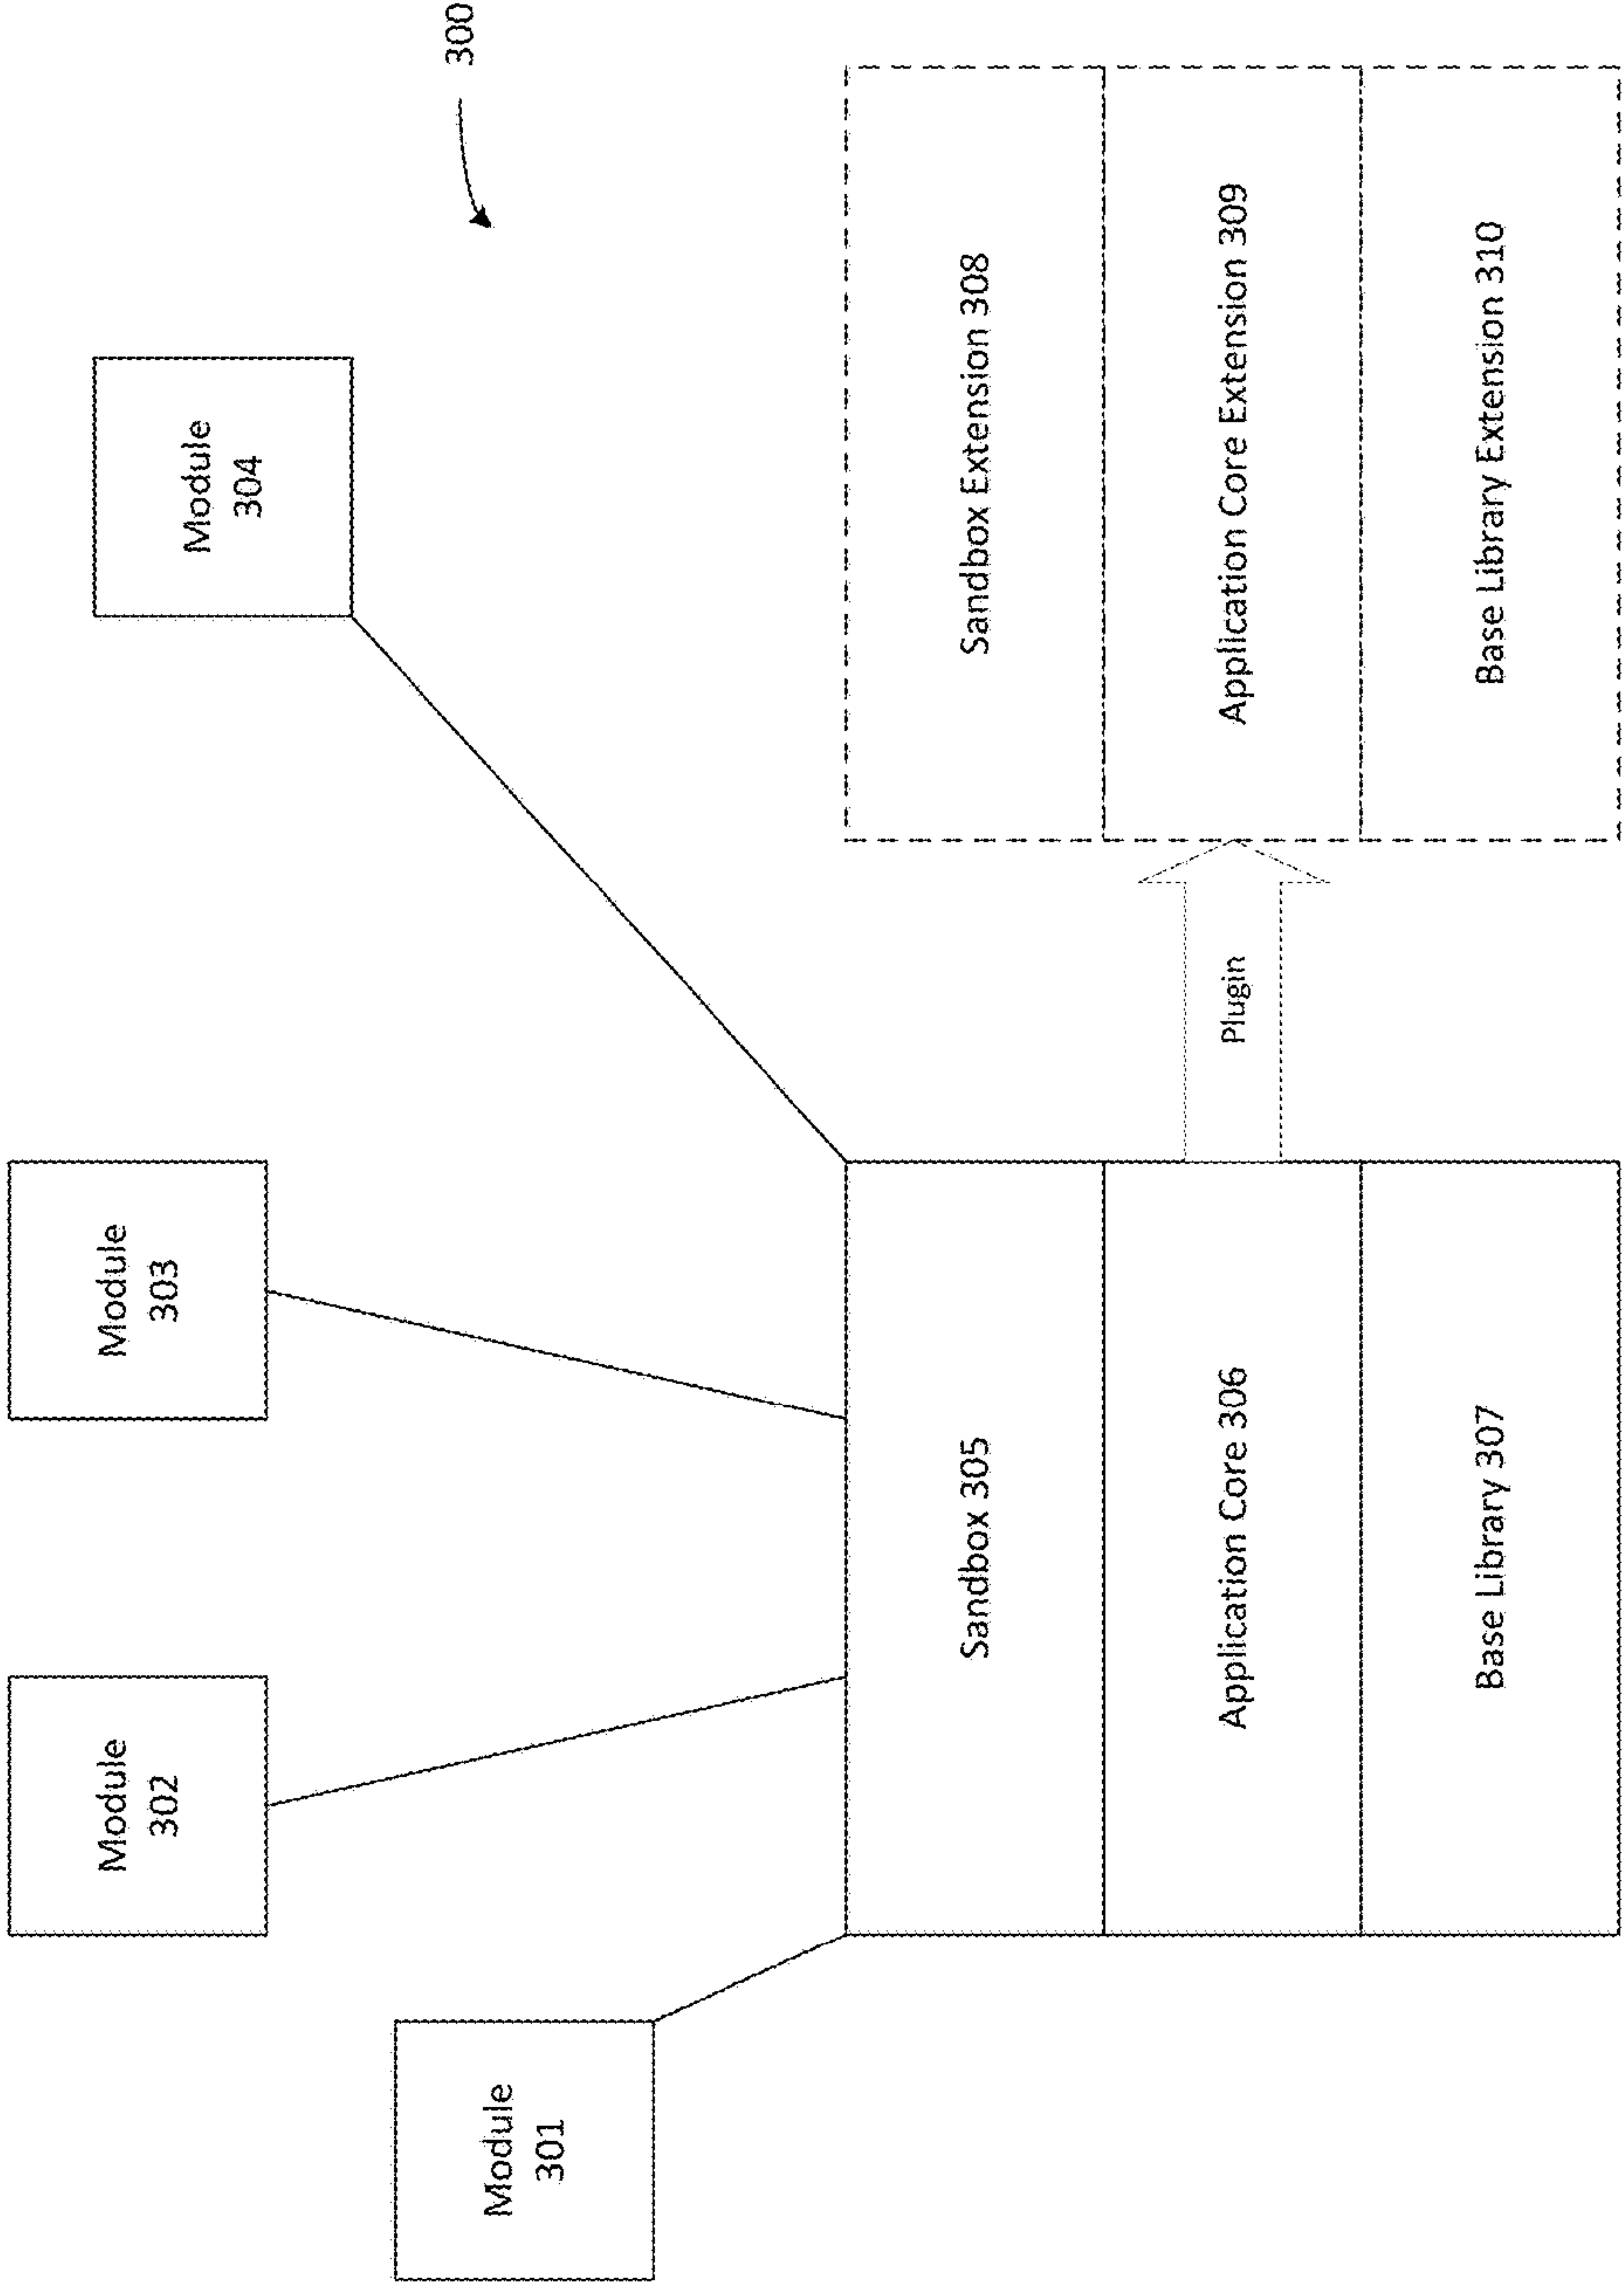 300
Module
301
Module
302
Module
303
Module
304
Sandbox 305
Application Core 306
Base Library 307
Plugin
Sandbox Extension 308
Application Core Extension 309
Base Library Extension 310